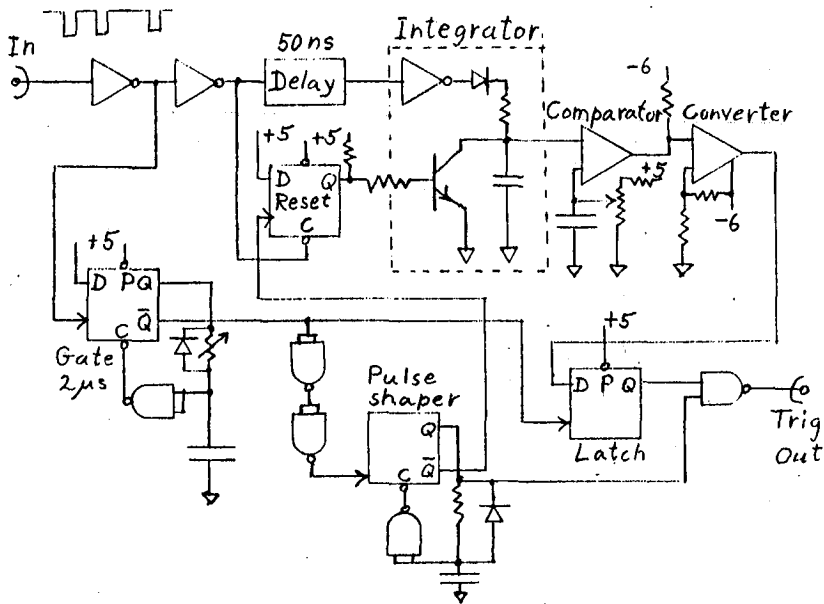 In
50ns
Delay
Integrator
-6
Comparator
Converter
+5
+5
D
Q
Reset
C
+5
-6
+5
D
P
Q
Q̅
C
Gate
2μs
Pulse
shaper
Q
Q̅
C
+5
D
P
Q
Latch
Trig
Out